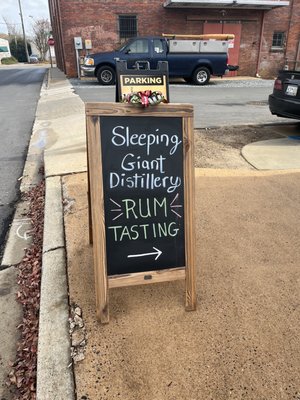 PARKING
Sleeping
Giant
Distillery
RUM
TASTING